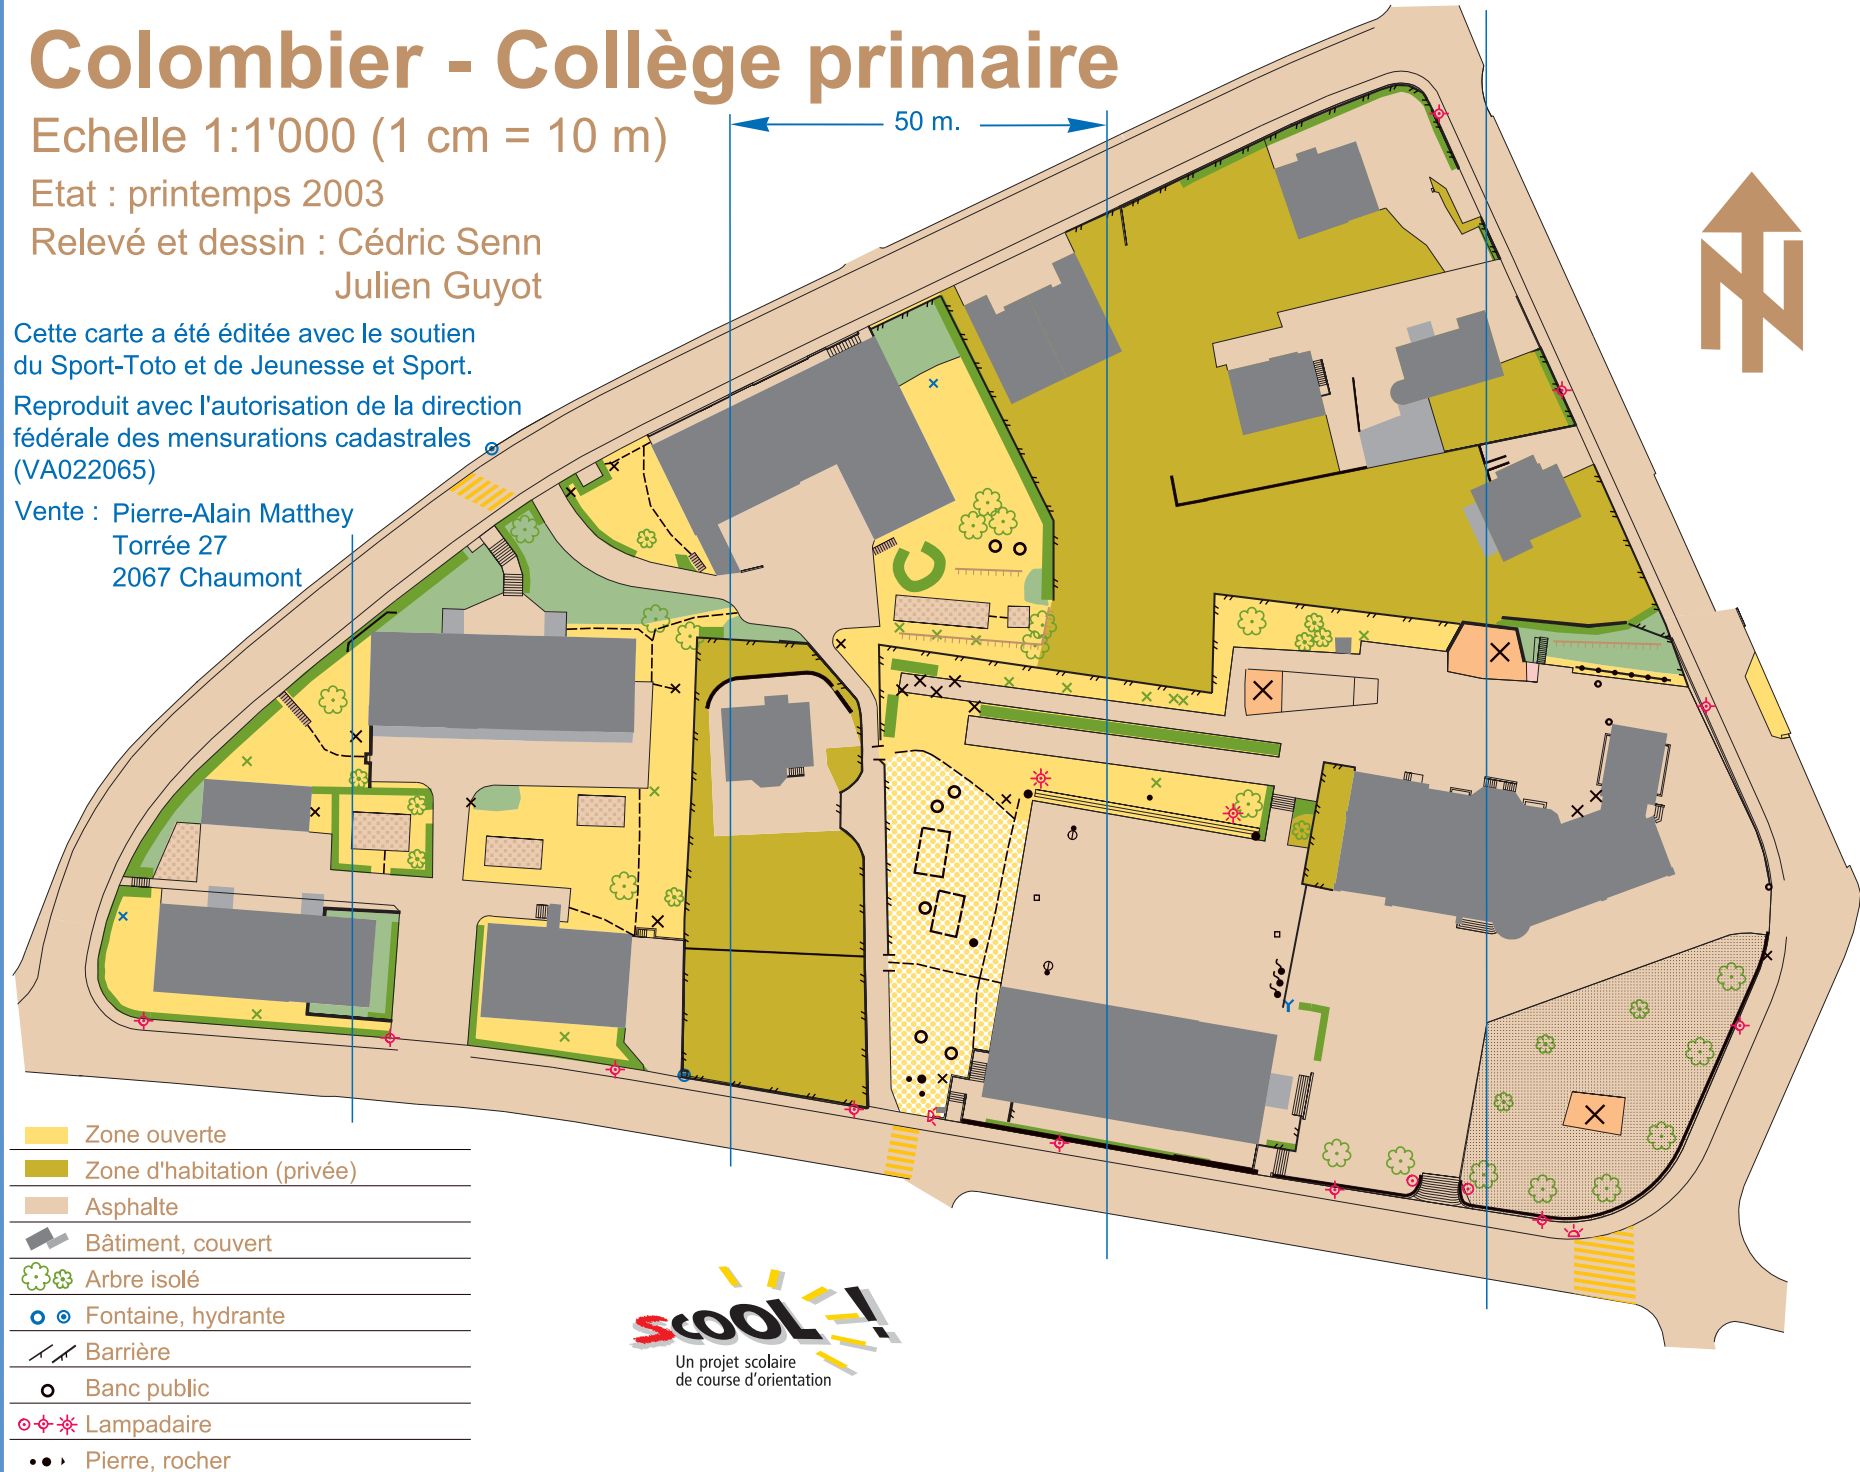 Colombier - Collège primaire
Echelle 1:1'000 (1 cm = 10 m)
50 m.
Etat : printemps 2003
Relevé et dessin : Cédric Senn
Julien Guyot
Cette carte a été éditée avec le soutien
du Sport-Toto et de Jeunesse et Sport.
Reproduit avec l'autorisation de la direction
fédérale des mensurations cadastrales
(VA022065)
Vente : Pierre-Alain Matthey
Torrée 27
2067 Chaumont
N
Zone ouverte
Zone d'habitation (privée)
Asphalte
Bâtiment, couvert
Arbre isolé
Fontaine, hydrante
Barrière
Banc public
Lampadaire
Pierre, rocher
sCOOL!
Un projet scolaire
de course d'orientation